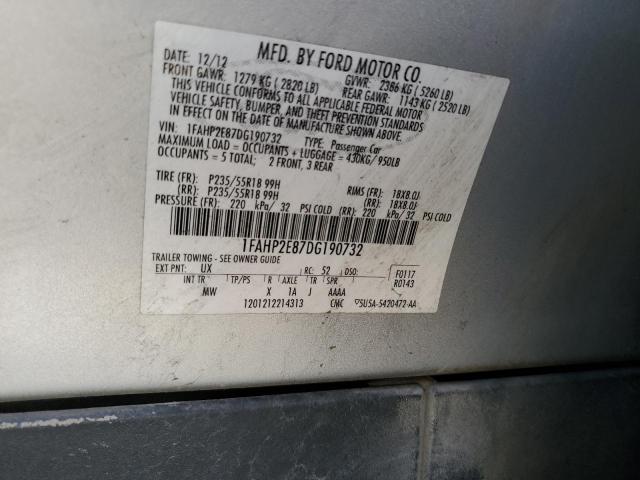 MFD. BY FORD MOTOR CO.
DATE: 12/12 GVWR: 2386 KG (5260 LB)
FRONT GAWR: 1279 KG (2820 LB) REAR GAWR: 1143 KG (2520 LB)
THIS VEHICLE CONFORMS TO ALL APPLICABLE FEDERAL MOTOR
VEHICLE SAFETY, BUMPER, AND THEFT PREVENTION STANDARDS
IN EFFECT ON THE DATE OF MANUFACTURE SHOWN ABOVE.
VIN: 1FAHP2E87DG190732 TYPE: Passenger Car
MAXIMUM LOAD = OCCUPANTS + LUGGAGE = 430KG/950LB
OCCUPANTS = 5 TOTAL; 2 FRONT, 3 REAR
TIRE (FR): P235/55R18 99H RIMS (FR): 18X8.0J
(RR): P235/55R18 99H (RR): 18X8.0J
PRESSURE (FR): 220 kPa/ 32 PSI COLD (RR): 220 kPa/ 32 PSI COLD
1FAHP2E87DG190732
TRAILER TOWING - SEE OWNER GUIDE
EXT PNT: UX RC: 52 DSO: F0117
R0143
INT TR TP/PS R AXLE TR SPR
MW X 1A J AAAA
1201212214313 CMC 5U5A-5420472-AA